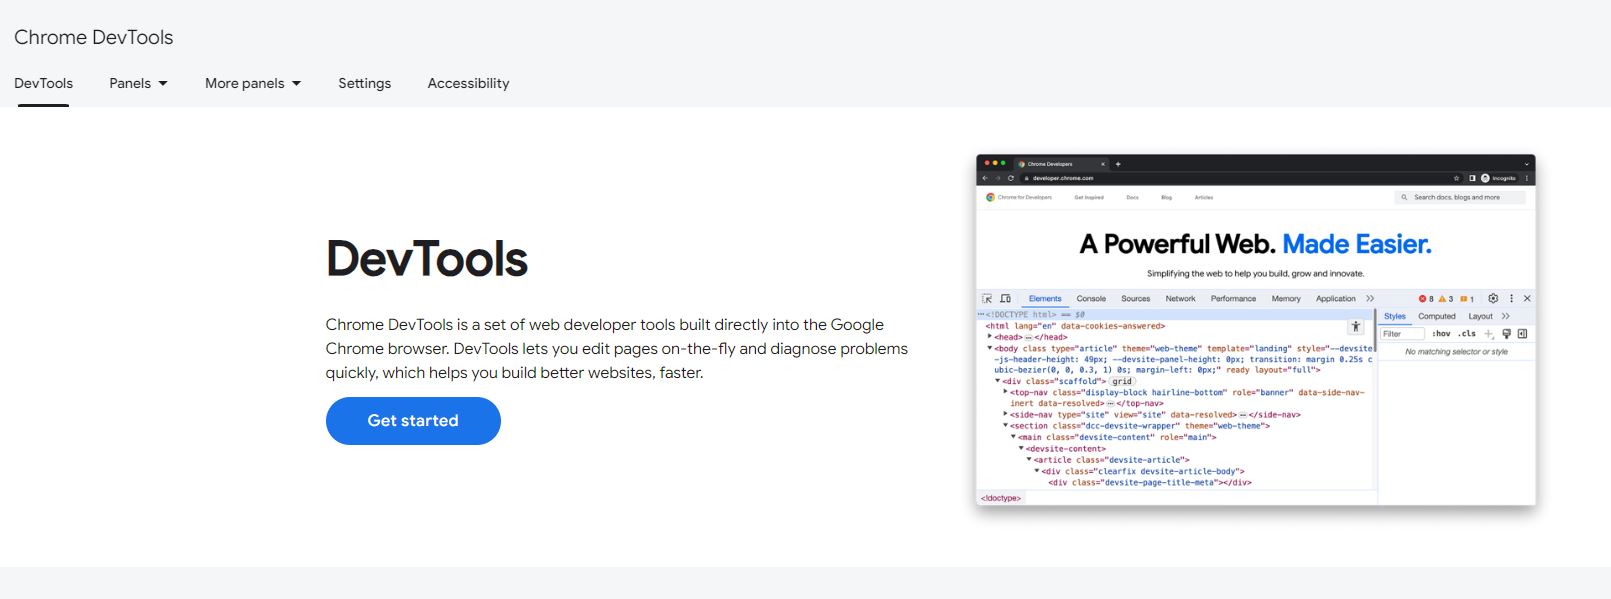 Chrome DevTools
DevTools Panels More panels Settings Accessibility
DevTools
Chrome DevTools is a set of web developer tools built directly into the Google
Chrome browser. DevTools lets you edit pages on-the-fly and diagnose problems
quickly, which helps you build better websites, faster.
Get started
Chrome Developers
developer.chrome.com
Incognito
Chrome for Developers Get Inspired Docs Blog Articles Search docs, blogs and more
A Powerful Web. Made Easier.
Simplifying the web to help you build, grow and innovate.
Elements Console Sources Network Performance Memory Application >> 8 3 1
⋯<!DOCTYPE html> == $0
<html lang="en" data-cookies-answered>
<head>⋯</head>
<body class type="article" theme="web-theme" template="landing" style="--devsite
-js-header-height: 49px; --devsite-panel-height: 0px; transition: margin 0.25s c
ubic-bezier(0, 0, 0.3, 1) 0s; margin-left: 0px;" ready layout="full">
<div class="scaffold"> grid
<top-nav class="display-block hairline-bottom" role="banner" data-side-nav-
inert data-resolved>⋯</top-nav>
<side-nav type="site" view="site" data-resolved>⋯</side-nav>
<section class="dcc-devsite-wrapper" theme="web-theme">
<main class="devsite-content" role="main">
<devsite-content>
<article class="devsite-article">
<div class="clearfix devsite-article-body">
<div class="devsite-page-title-meta"></div>
<!doctype>
Styles Computed Layout >>
Filter :hov .cls
No matching selector or style